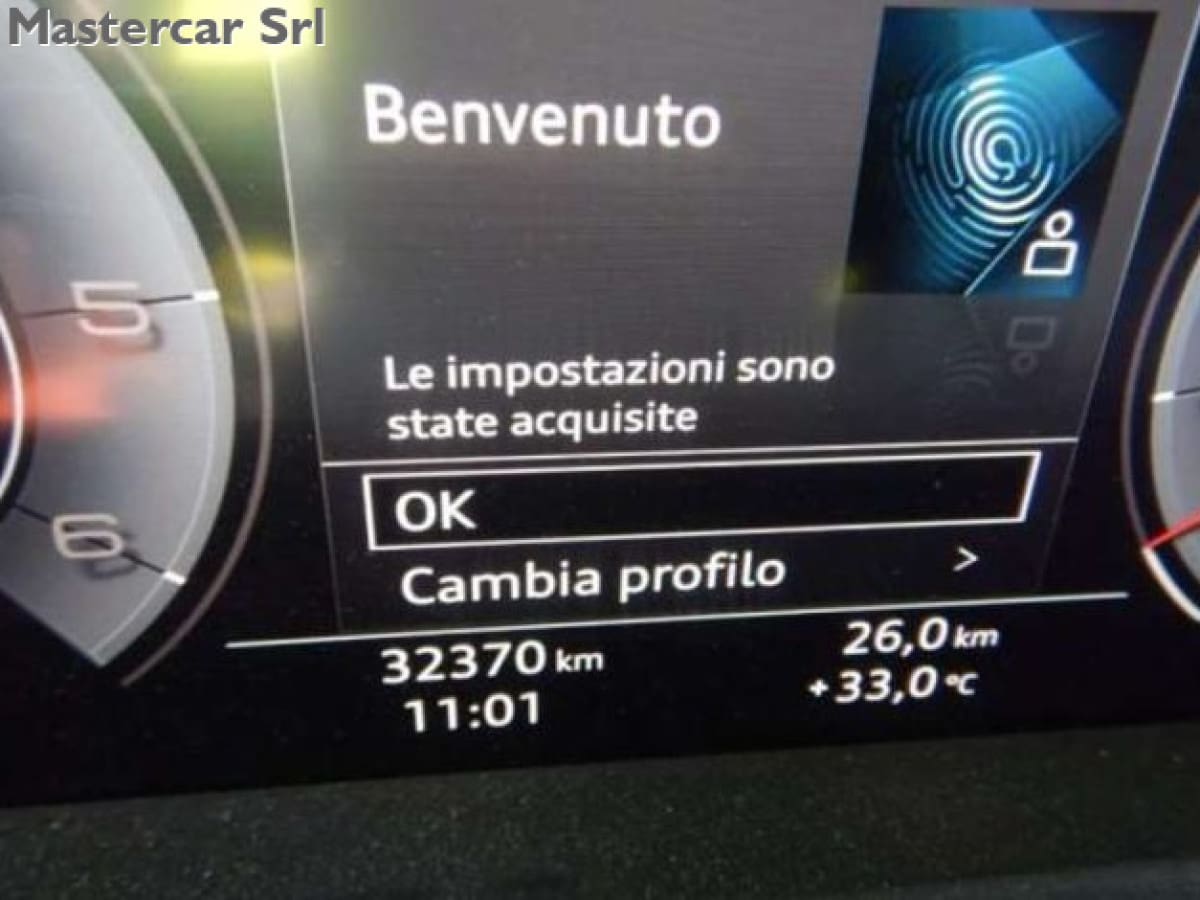 Mastercar Srl
Benvenuto
Le impostazioni sono
state acquisite
OK
Cambia profilo >
5
6
32370 km 26,0 km
11:01 +33,0 °C